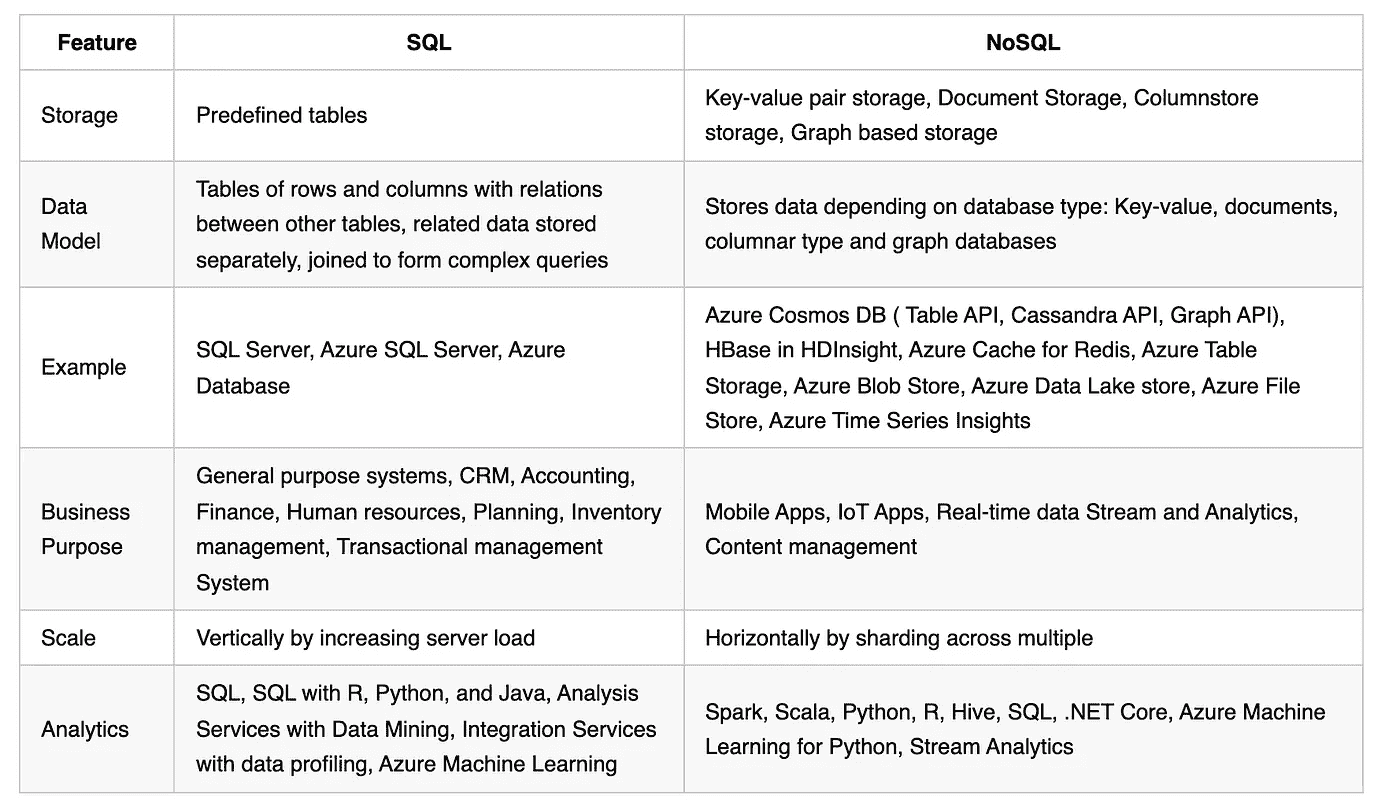 Feature
SQL
NoSQL
Storage
Predefined tables
Key-value pair storage, Document Storage, Columnstore
storage, Graph based storage
Data
Model
Tables of rows and columns with relations
between other tables, related data stored
separately, joined to form complex queries
Stores data depending on database type: Key-value, documents,
columnar type and graph databases
Example
SQL Server, Azure SQL Server, Azure
Database
Azure Cosmos DB ( Table API, Cassandra API, Graph API),
HBase in HDInsight, Azure Cache for Redis, Azure Table
Storage, Azure Blob Store, Azure Data Lake store, Azure File
Store, Azure Time Series Insights
Business
Purpose
General purpose systems, CRM, Accounting,
Finance, Human resources, Planning, Inventory
management, Transactional management
System
Mobile Apps, IoT Apps, Real-time data Stream and Analytics,
Content management
Scale
Vertically by increasing server load
Horizontally by sharding across multiple
Analytics
SQL, SQL with R, Python, and Java, Analysis
Services with Data Mining, Integration Services
with data profiling, Azure Machine Learning
Spark, Scala, Python, R, Hive, SQL, .NET Core, Azure Machine
Learning for Python, Stream Analytics